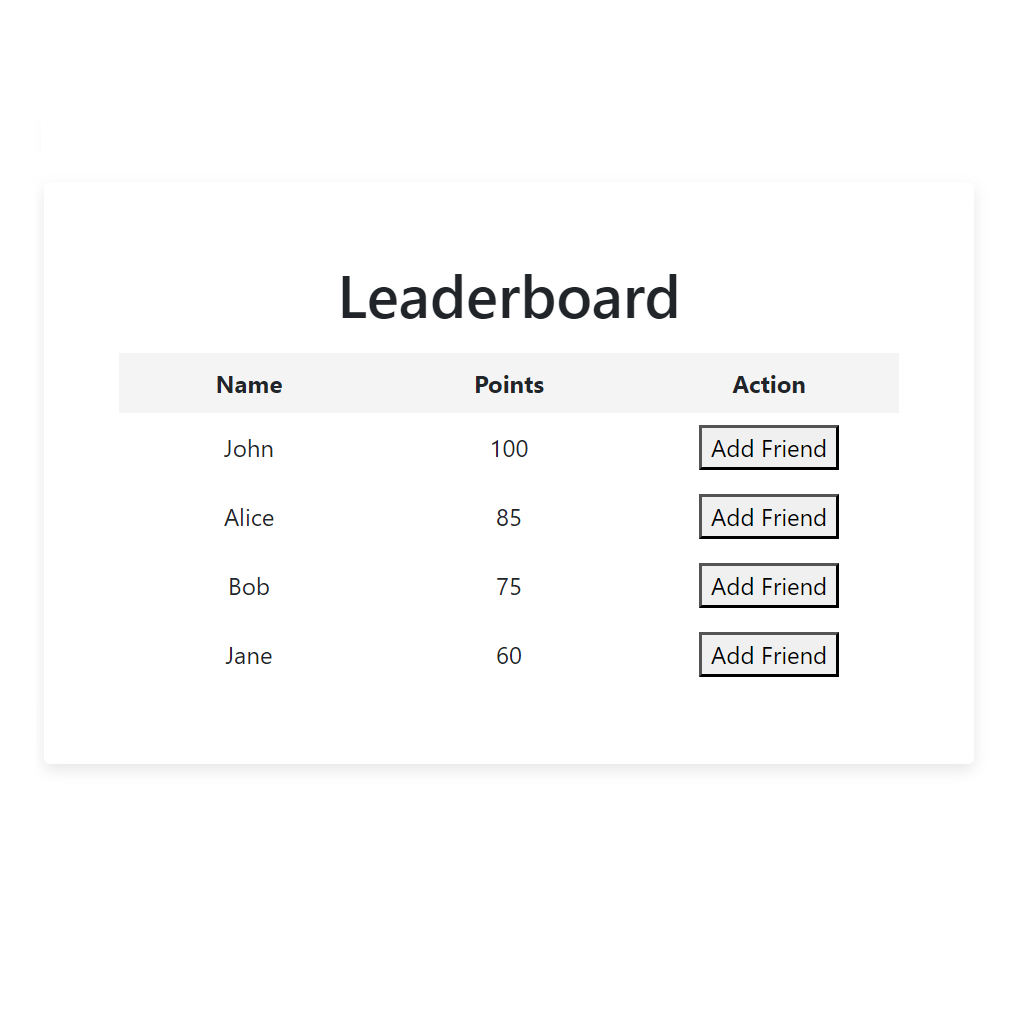 Leaderboard
Name Points Action
John 100 Add Friend
Alice 85 Add Friend
Bob 75 Add Friend
Jane 60 Add Friend